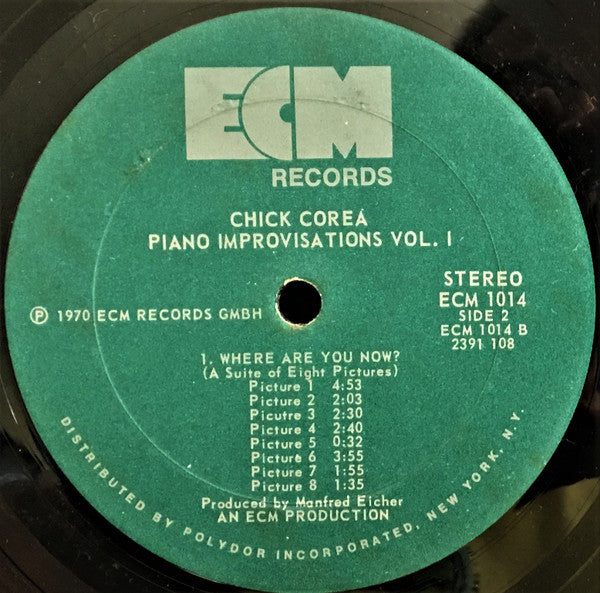 ECM
RECORDS
CHICK COREA
PIANO IMPROVISATIONS VOL. I
STEREO
ECM 1014
SIDE 2
ECM 1014 B
2391 108
℗ 1970 ECM RECORDS GMBH
1. WHERE ARE YOU NOW?
(A Suite of Eight Pictures)
Picture 1 4:53
Picture 2 2:03
Picutre 3 2:30
Picture 4 2:40
Picture 5 0:32
Picture 6 3:55
Picture 7 1:55
Picture 8 1:35
Produced by Manfred Eicher
AN ECM PRODUCTION
DISTRIBUTED BY POLYDOR INCORPORATED, NEW YORK, N.Y.